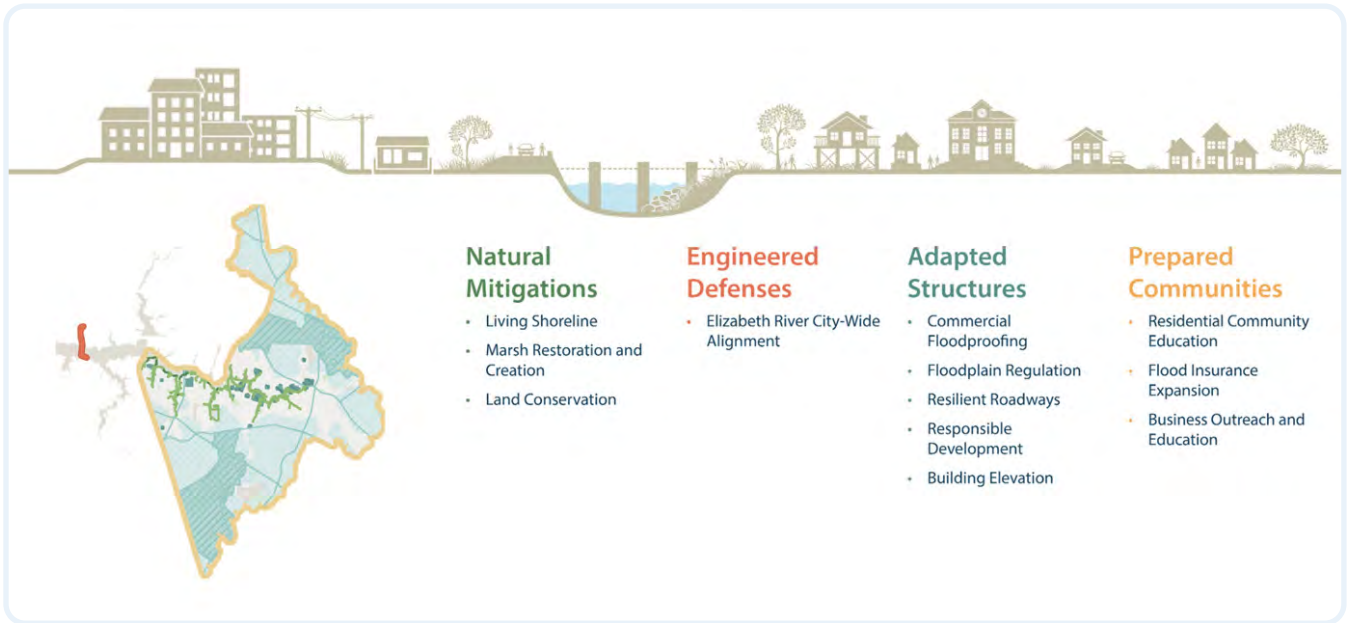 Natural
Mitigations
• Living Shoreline
• Marsh Restoration and
Creation
• Land Conservation
Engineered
Defenses
• Elizabeth River City-Wide
Alignment
Adapted
Structures
• Commercial
Floodproofing
• Floodplain Regulation
• Resilient Roadways
• Responsible
Development
• Building Elevation
Prepared
Communities
• Residential Community
Education
• Flood Insurance
Expansion
• Business Outreach and
Education